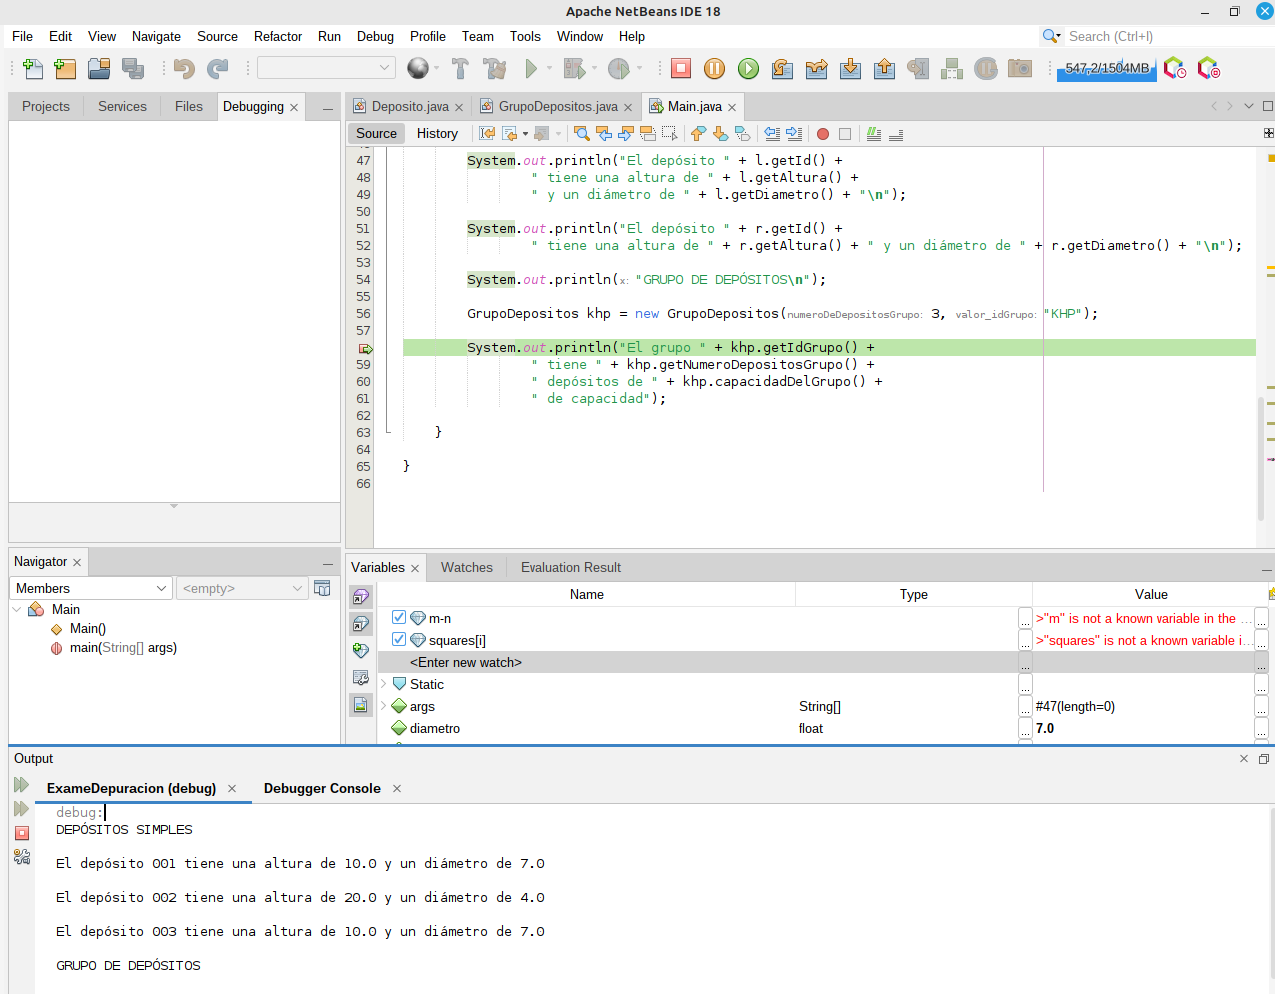 Apache NetBeans IDE 18
File Edit View Navigate Source Refactor Run Debug Profile Team Tools Window Help
Search (Ctrl+I)
547,2/1504MB
Projects Services Files Debugging
Deposito.java GrupoDepositos.java Main.java
Source History
47 System.out.println("El depósito " + l.getId() +
48 " tiene una altura de " + l.getAltura() +
49 " y un diámetro de " + l.getDiametro() + "\n");
50
51 System.out.println("El depósito " + r.getId() +
52 " tiene una altura de " + r.getAltura() + " y un diámetro de " + r.getDiametro() + "\n");
53
54 System.out.println(x: "GRUPO DE DEPÓSITOS\n");
55
56 GrupoDepositos khp = new GrupoDepositos(numeroDeDepositosGrupo: 3, valor_idGrupo: "KHP");
57
System.out.println("El grupo " + khp.getIdGrupo() +
59 " tiene " + khp.getNumeroDepositosGrupo() +
60 " depósitos de " + khp.capacidadDelGrupo() +
61 " de capacidad");
62
63 }
64
65 }
66
Navigator
Members <empty>
Main
Main()
main(String[] args)
Variables Watches Evaluation Result
Name Type Value
m-n ... >"m" is not a known variable in the ... ...
squares[i] ... >"squares" is not a known variable i... ...
<Enter new watch> ... ...
Static ... ...
args String[] ... #47(length=0) ...
diametro float ... 7.0 ...
Output
ExameDepuracion (debug) Debugger Console
debug:
DEPÓSITOS SIMPLES
El depósito 001 tiene una altura de 10.0 y un diámetro de 7.0
El depósito 002 tiene una altura de 20.0 y un diámetro de 4.0
El depósito 003 tiene una altura de 10.0 y un diámetro de 7.0
GRUPO DE DEPÓSITOS